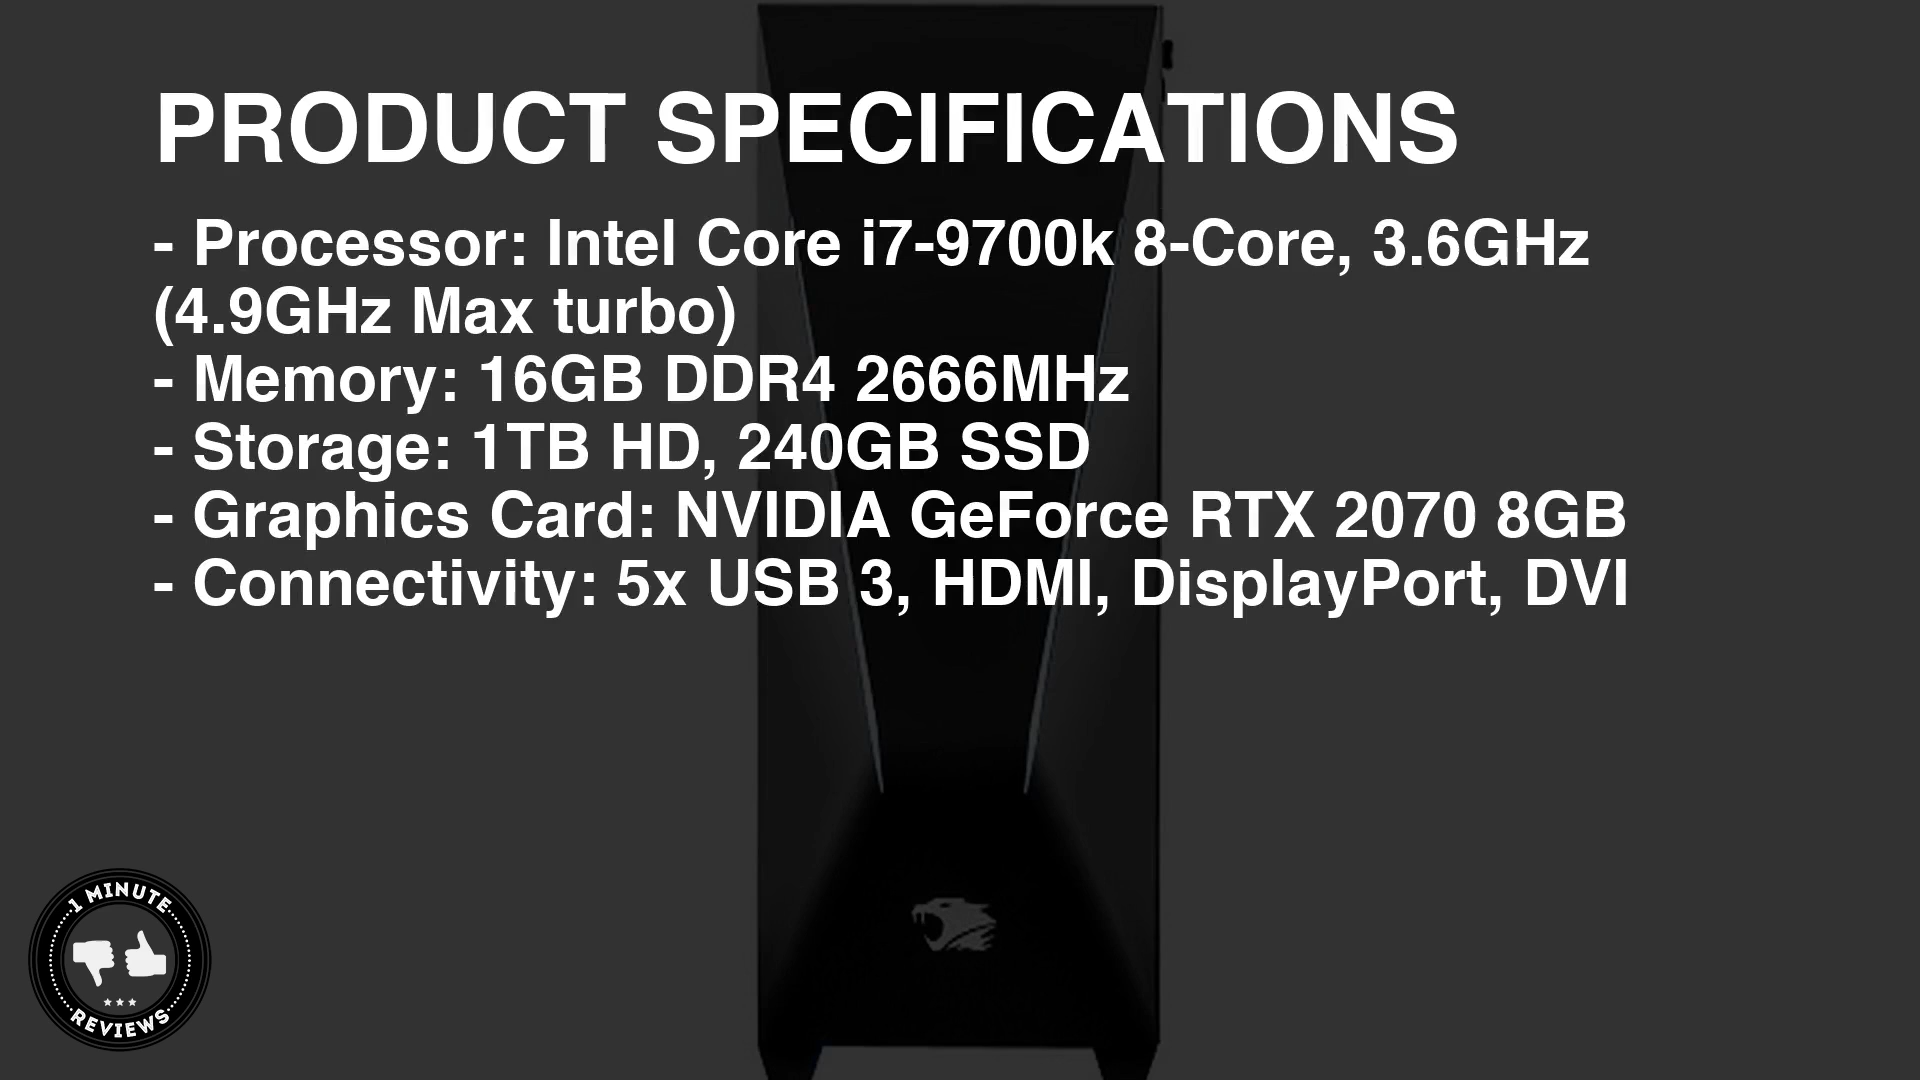 PRODUCT SPECIFICATIONS
- Processor: Intel Core i7-9700k 8-Core, 3.6GHz
(4.9GHz Max turbo)
- Memory: 16GB DDR4 2666MHz
- Storage: 1TB HD, 240GB SSD
- Graphics Card: NVIDIA GeForce RTX 2070 8GB
- Connectivity: 5x USB 3, HDMI, DisplayPort, DVI
1 MINUTE
REVIEWS